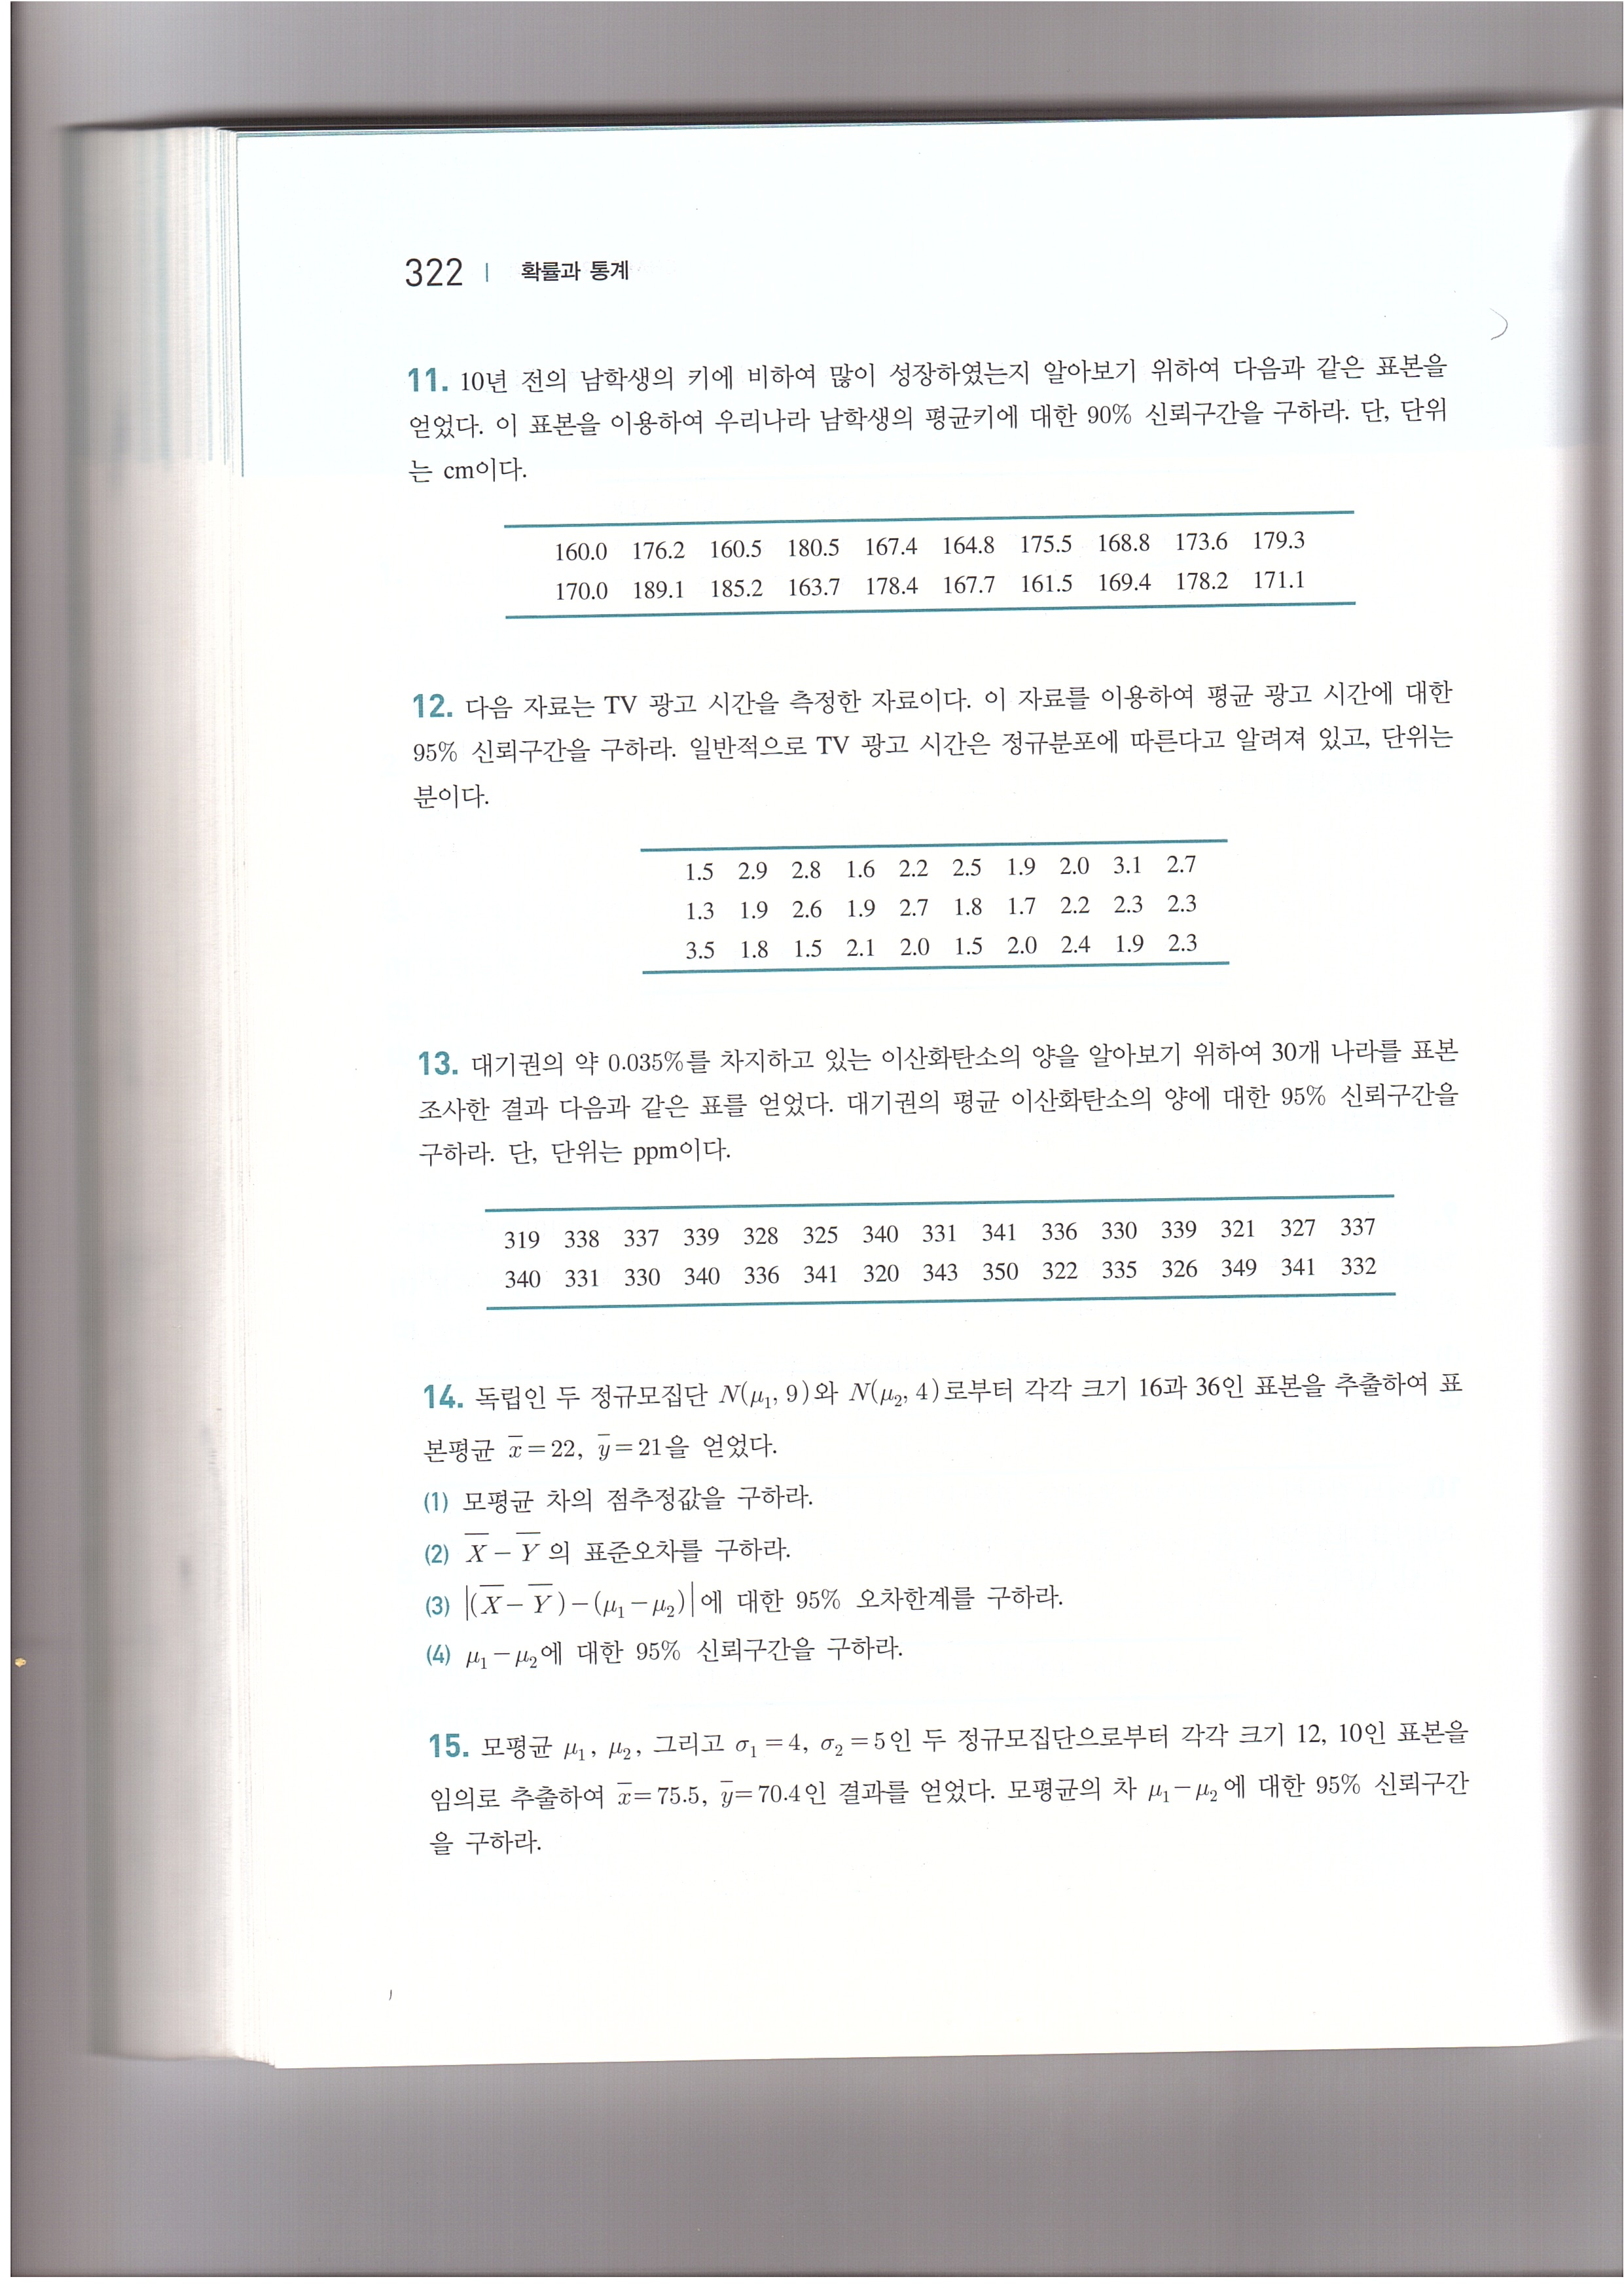 322 | 확률과 통계
11. 10년 전의 남학생의 키에 비하여 많이 성장하였는지 알아보기 위하여 다음과 같은 표본을
얻었다. 이 표본을 이용하여 우리나라 남학생의 평균키에 대한 90% 신뢰구간을 구하라. 단, 단위
는 cm이다.
160.0 176.2 160.5 180.5 167.4 164.8 175.5 168.8 173.6 179.3
170.0 189.1 185.2 163.7 178.4 167.7 161.5 169.4 178.2 171.1
12. 다음 자료는 TV 광고 시간을 측정한 자료이다. 이 자료를 이용하여 평균 광고 시간에 대한
95% 신뢰구간을 구하라. 일반적으로 TV 광고 시간은 정규분포에 따른다고 알려져 있고, 단위는
분이다.
1.5 2.9 2.8 1.6 2.2 2.5 1.9 2.0 3.1 2.7
1.3 1.9 2.6 1.9 2.7 1.8 1.7 2.2 2.3 2.3
3.5 1.8 1.5 2.1 2.0 1.5 2.0 2.4 1.9 2.3
13. 대기권의 약 0.035%를 차지하고 있는 이산화탄소의 양을 알아보기 위하여 30개 나라를 표본
조사한 결과 다음과 같은 표를 얻었다. 대기권의 평균 이산화탄소의 양에 대한 95% 신뢰구간을
구하라. 단, 단위는 ppm이다.
319 338 337 339 328 325 340 331 341 336 330 339 321 327 337
340 331 330 340 336 341 320 343 350 322 335 326 349 341 332
14. 독립인 두 정규모집단 N(μ₁, 9)와 N(μ₂, 4)로부터 각각 크기 16과 36인 표본을 추출하여 표
본평균 x̄=22, ȳ=21을 얻었다.
(1) 모평균 차의 점추정값을 구하라.
(2) X̄ − Ȳ 의 표준오차를 구하라.
(3) |(X̄ − Ȳ)−(μ₁−μ₂)|에 대한 95% 오차한계를 구하라.
(4) μ₁−μ₂에 대한 95% 신뢰구간을 구하라.
15. 모평균 μ₁, μ₂, 그리고 σ₁=4, σ₂=5인 두 정규모집단으로부터 각각 크기 12, 10인 표본을
임의로 추출하여 x̄=75.5, ȳ=70.4인 결과를 얻었다. 모평균의 차 μ₁−μ₂에 대한 95% 신뢰구간
을 구하라.